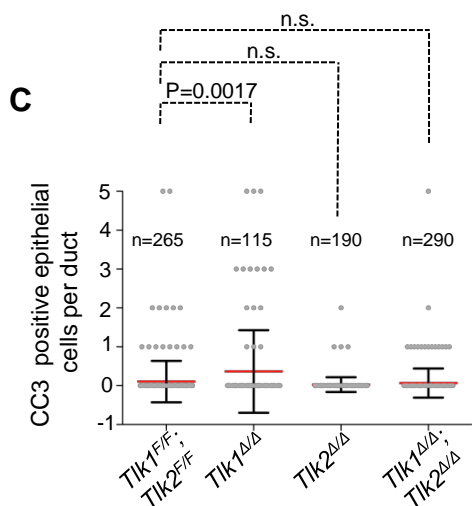 n.s.
n.s.
C
P=0.0017
CC3 positive epithelial
cells per duct
5
4
3
2
1
0
-1
n=265
n=115
n=190
n=290
Tlk1F/F;
Tlk2F/F
Tlk1Δ/Δ
Tlk2Δ/Δ
Tlk1Δ/Δ;
Tlk2Δ/Δ